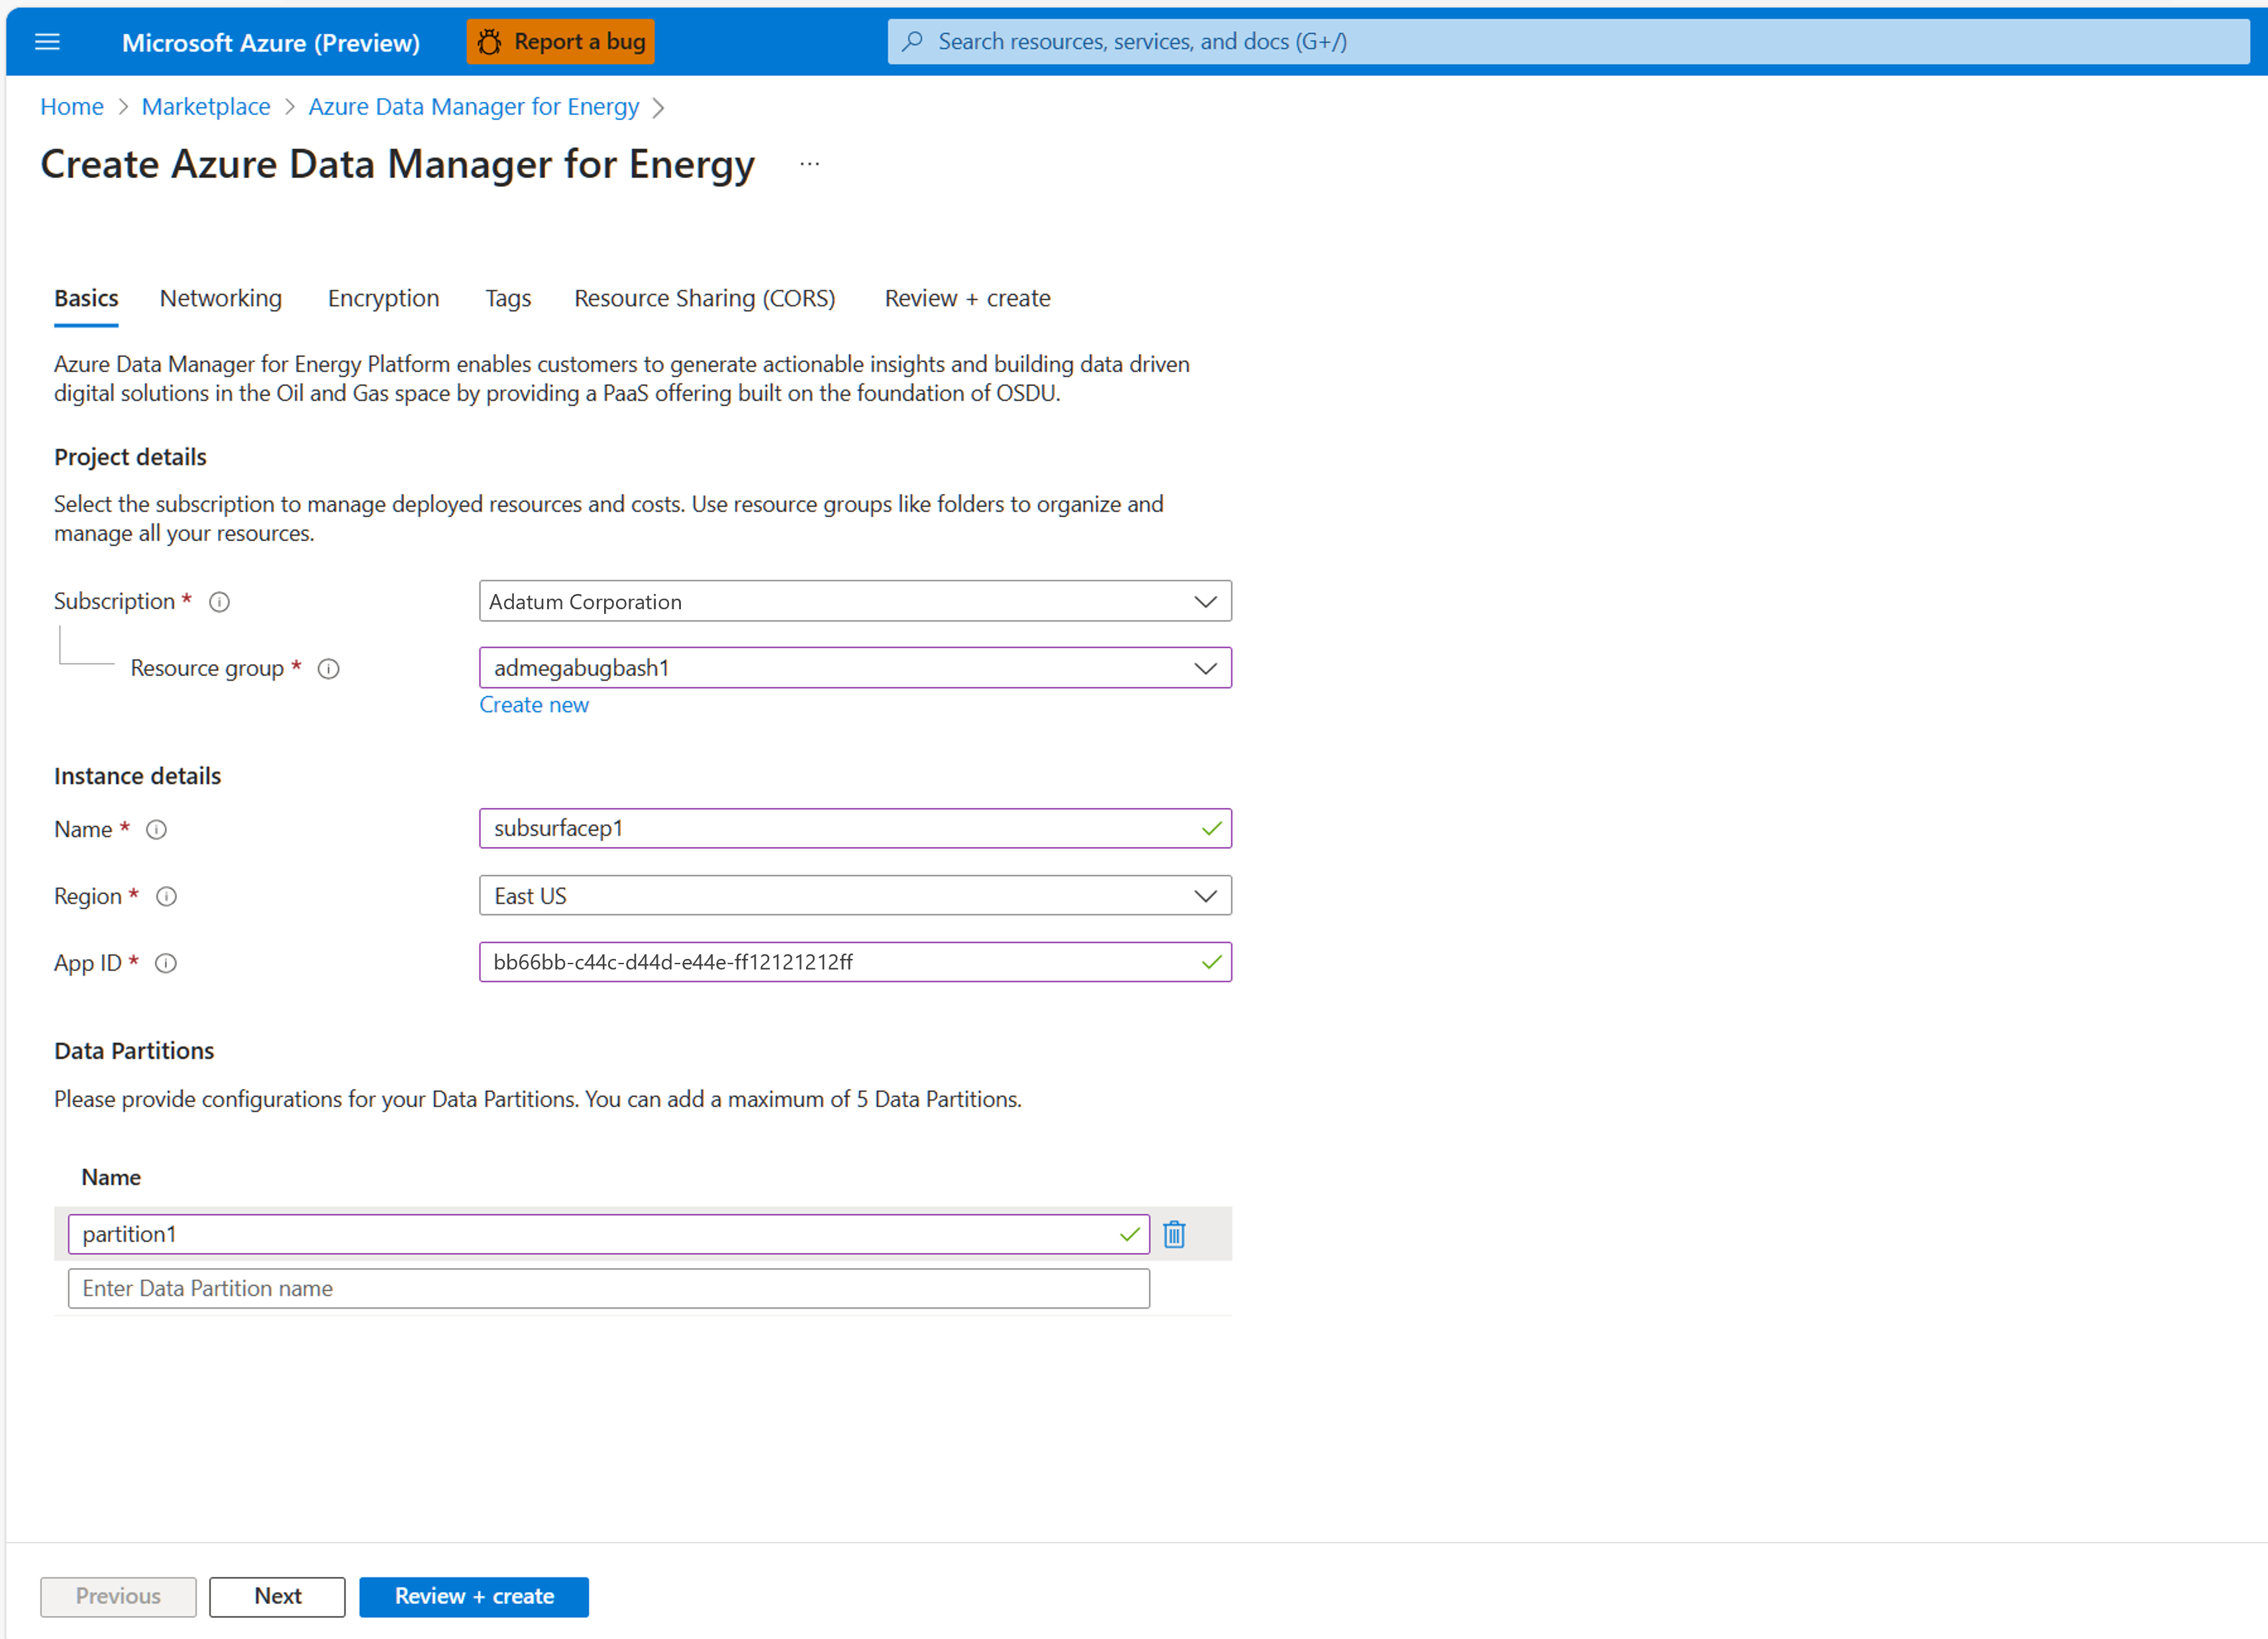 Microsoft Azure (Preview)
Report a bug
Search resources, services, and docs (G+/)
Home > Marketplace > Azure Data Manager for Energy >
Create Azure Data Manager for Energy ...
Basics Networking Encryption Tags Resource Sharing (CORS) Review + create
Azure Data Manager for Energy Platform enables customers to generate actionable insights and building data driven
digital solutions in the Oil and Gas space by providing a PaaS offering built on the foundation of OSDU.
Project details
Select the subscription to manage deployed resources and costs. Use resource groups like folders to organize and
manage all your resources.
Subscription *
Adatum Corporation
Resource group *
admegabugbash1
Create new
Instance details
Name *
subsurfacep1
Region *
East US
App ID *
bb66bb-c44c-d44d-e44e-ff12121212ff
Data Partitions
Please provide configurations for your Data Partitions. You can add a maximum of 5 Data Partitions.
Name
partition1
Enter Data Partition name
Previous
Next
Review + create